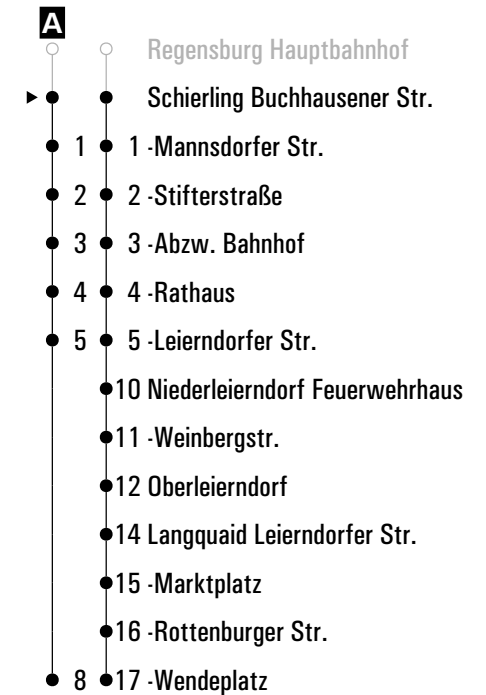 A
Regensburg Hauptbahnhof
Schierling Buchhausener Str.
1 1 -Mannsdorfer Str.
2 2 -Stifterstraße
3 3 -Abzw. Bahnhof
4 4 -Rathaus
5 5 -Leierndorfer Str.
10 Niederleierndorf Feuerwehrhaus
11 -Weinbergstr.
12 Oberleierndorf
14 Langquaid Leierndorfer Str.
15 -Marktplatz
16 -Rottenburger Str.
8 17 -Wendeplatz